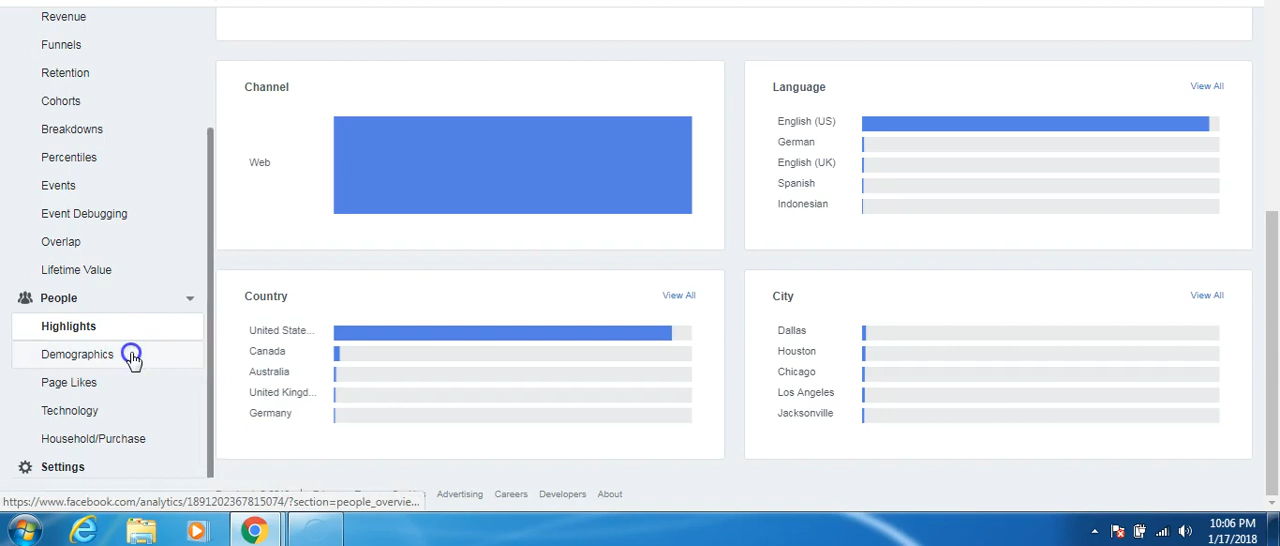 Revenue
Funnels
Retention
Cohorts
Breakdowns
Percentiles
Events
Event Debugging
Overlap
Lifetime Value
People
Highlights
Demographics
Page Likes
Technology
Household/Purchase
Settings
Channel
Web
Language
View All
English (US)
German
English (UK)
Spanish
Indonesian
Country
View All
United State...
Canada
Australia
United Kingd...
Germany
City
View All
Dallas
Houston
Chicago
Los Angeles
Jacksonville
Advertising Careers Developers About
https://www.facebook.com/analytics/1891202367815074/?section=people_overvie...
10:06 PM
1/17/2018